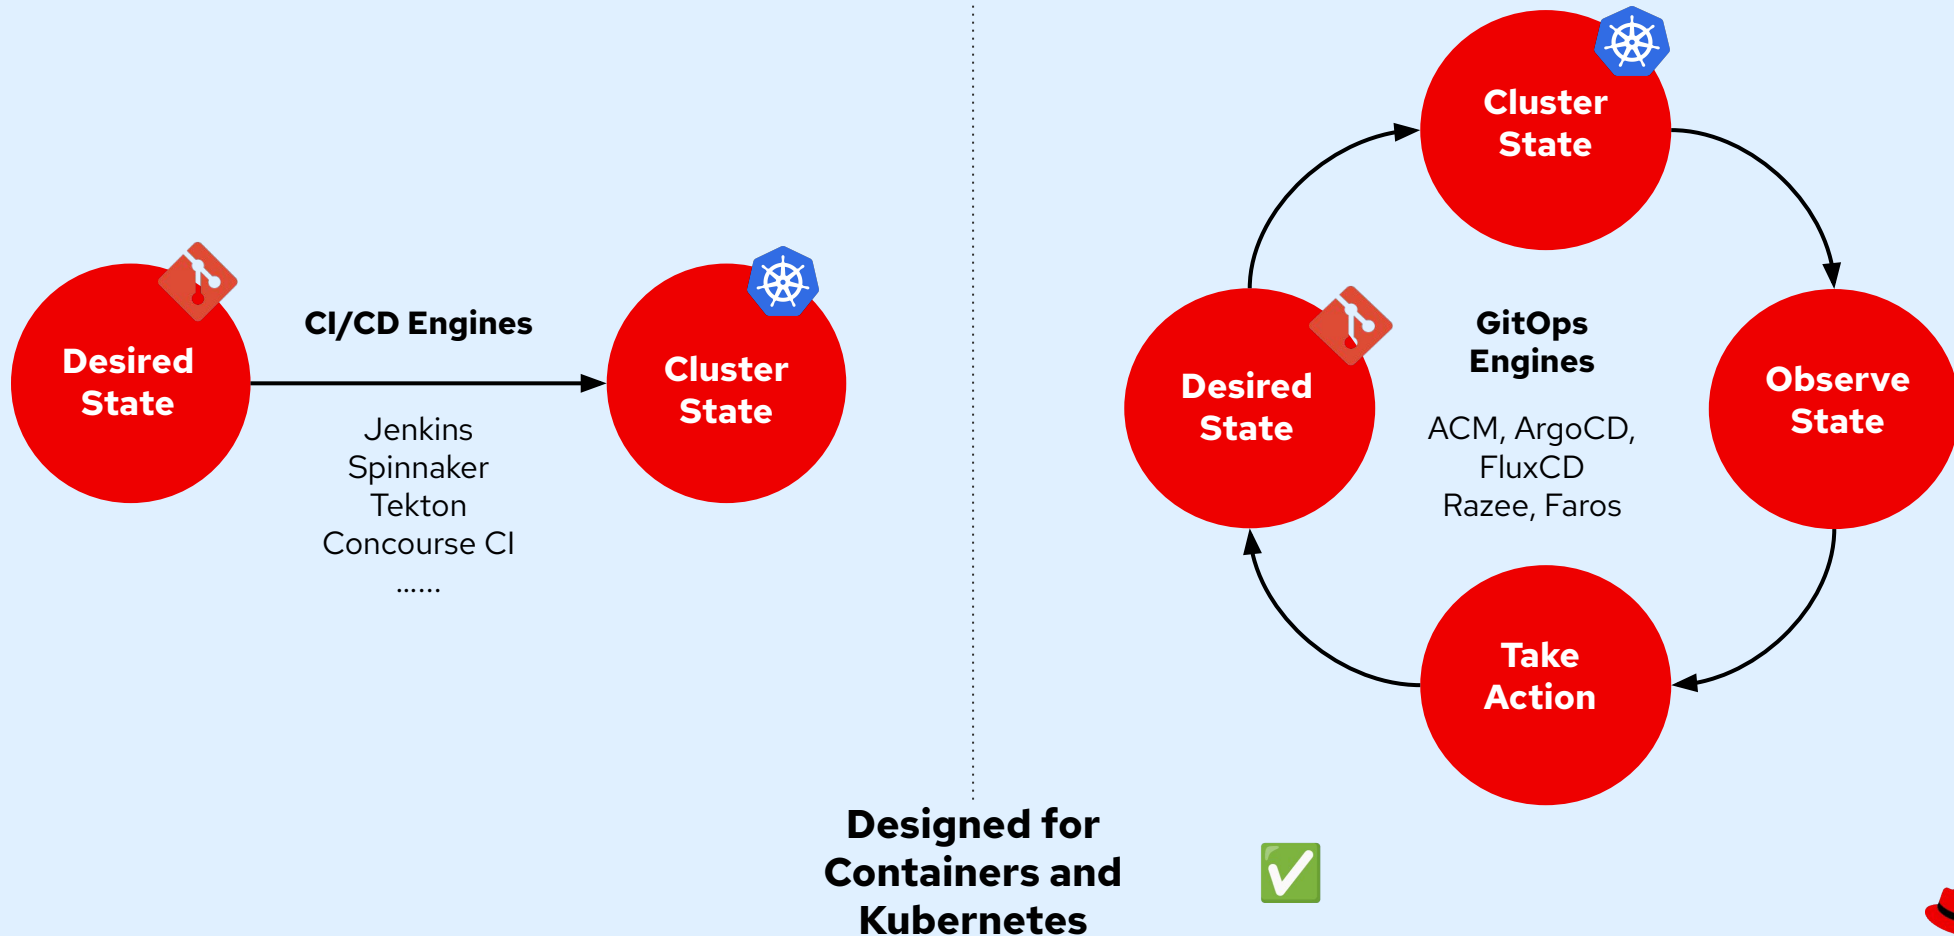 Desired
State
CI/CD Engines
Jenkins
Spinnaker
Tekton
Concourse CI
......
Cluster
State
Cluster
State
Desired
State
GitOps
Engines
ACM, ArgoCD,
FluxCD
Razee, Faros
Observe
State
Take
Action
Designed for
Containers and
Kubernetes